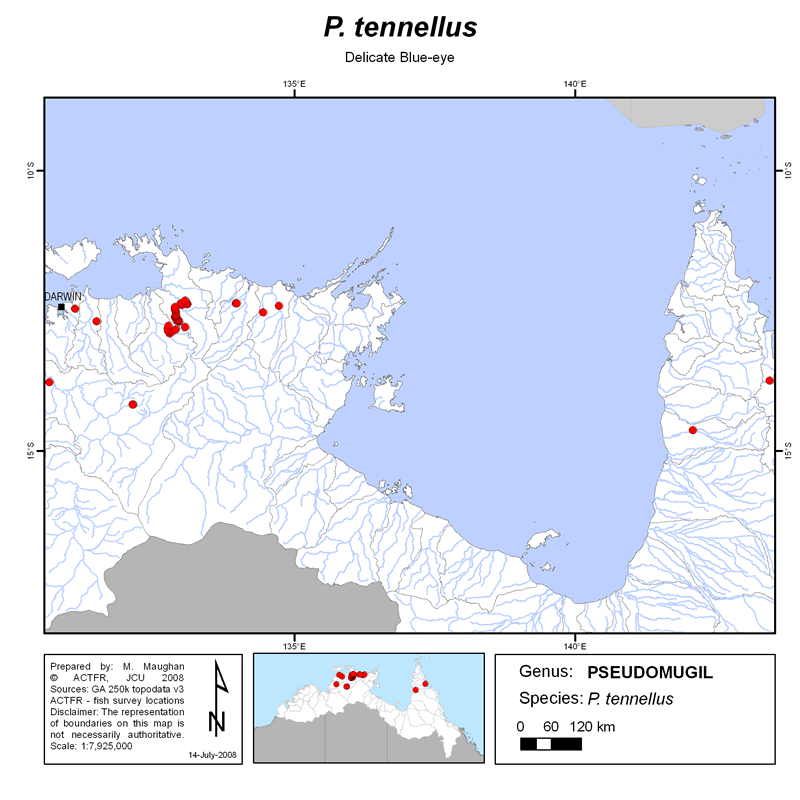 P. tennellus
Delicate Blue-eye
135°E 140°E
10°S 10°S
DARWIN
15°S 15°S
135°E 140°E
Prepared by: M. Maughan
© ACTFR, JCU 2008
Sources: GA 250k topodata v3
ACTFR - fish survey locations
Disclaimer: The representation
of boundaries on this map is
not necessarily authoritative.
Scale: 1:7,925,000
N
14-July-2008
Genus: PSEUDOMUGIL
Species: P. tennellus
0 60 120 km